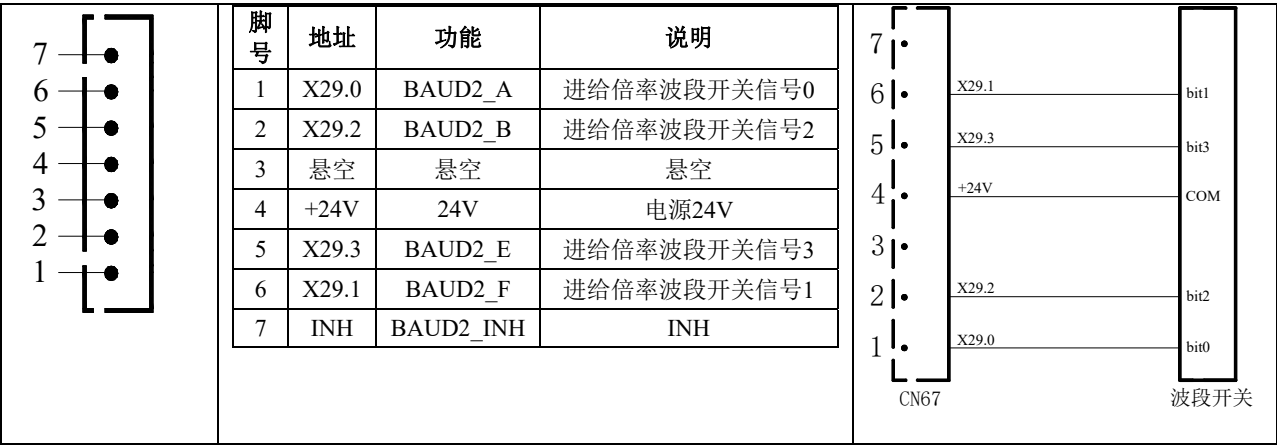 7
6
5
4
3
2
1
脚号 地址 功能 说明
1 X29.0 BAUD2_A 进给倍率波段开关信号0
2 X29.2 BAUD2_B 进给倍率波段开关信号2
3 悬空 悬空 悬空
4 +24V 24V 电源24V
5 X29.3 BAUD2_E 进给倍率波段开关信号3
6 X29.1 BAUD2_F 进给倍率波段开关信号1
7 INH BAUD2_INH INH
7
6 X29.1 bit1
5 X29.3 bit3
4 +24V COM
3
2 X29.2 bit2
1 X29.0 bit0
CN67 波段开关